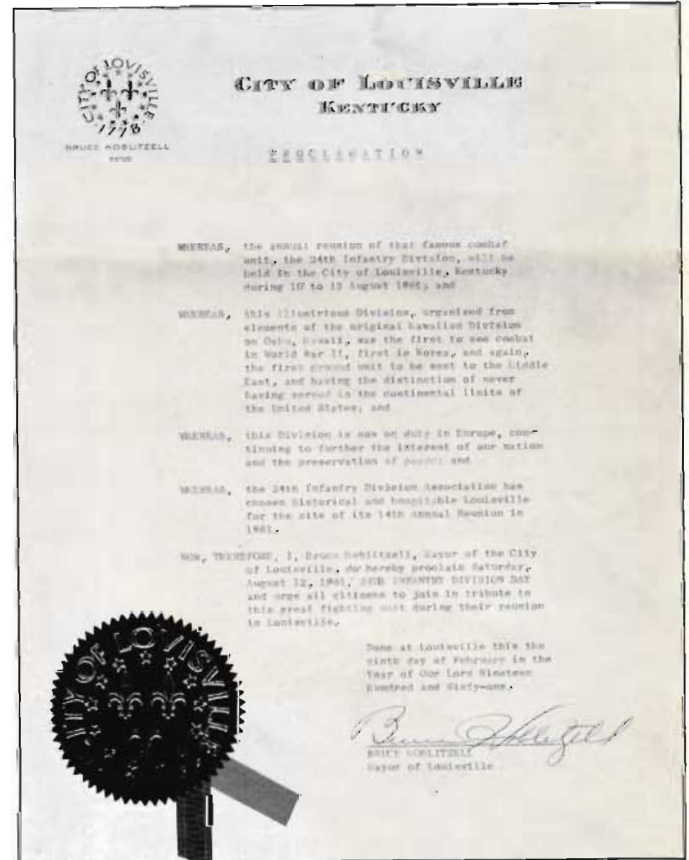 CITY OF LOUISVILLE
1778
BRUCE HOBLITZELL
CITY OF LOUISVILLE
KENTUCKY
PROCLAMATION
WHEREAS, the annual reunion of that famous combat
unit, the 24th Infantry Division, will be
held in the City of Louisville, Kentucky
during 10 to 13 August 1961; and
WHEREAS, this illustrious Division, organized from
elements of the original Hawaiian Division
on Oahu, Hawaii, was the first to see combat
in World War II, first in Korea, and again,
the first ground unit to be sent to the Middle
East, and having the distinction of never
having served in the continental limits of
the United States; and
WHEREAS, this Division is now on duty in Europe, con-
tinuing to further the interest of our nation
and the preservation of peace; and
WHEREAS, the 24th Infantry Division Association has
chosen historical and hospitable Louisville
for the site of its 14th Annual Reunion in
1961.
NOW, THEREFORE, I, Bruce Hoblitzell, Mayor of the City
of Louisville, do hereby proclaim Saturday,
August 12, 1961, 24TH INFANTRY DIVISION DAY
and urge all citizens to join in tribute to
this great fighting unit during their reunion
in Louisville.
Done at Louisville this the
ninth day of February in the
Year of Our Lord Nineteen
Hundred and Sixty-one.
Bruce Hoblitzell
BRUCE HOBLITZELL
Mayor of Louisville
CITY OF LOUISVILLE